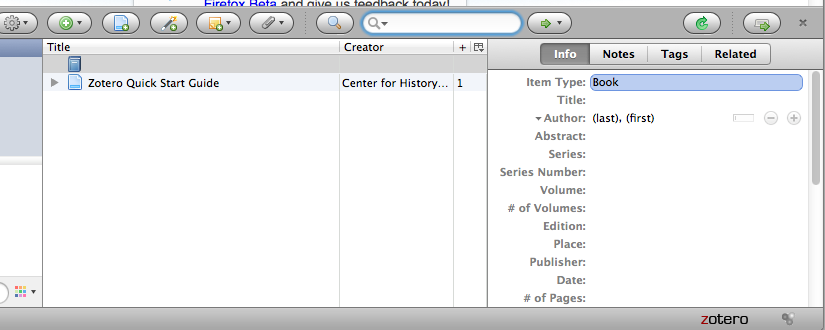 Firefox Beta and give us feedback today!
Title Creator +
Zotero Quick Start Guide Center for History... 1
Info Notes Tags Related
Item Type: Book
Title:
Author: (last), (first)
Abstract:
Series:
Series Number:
Volume:
# of Volumes:
Edition:
Place:
Publisher:
Date:
# of Pages:
zotero